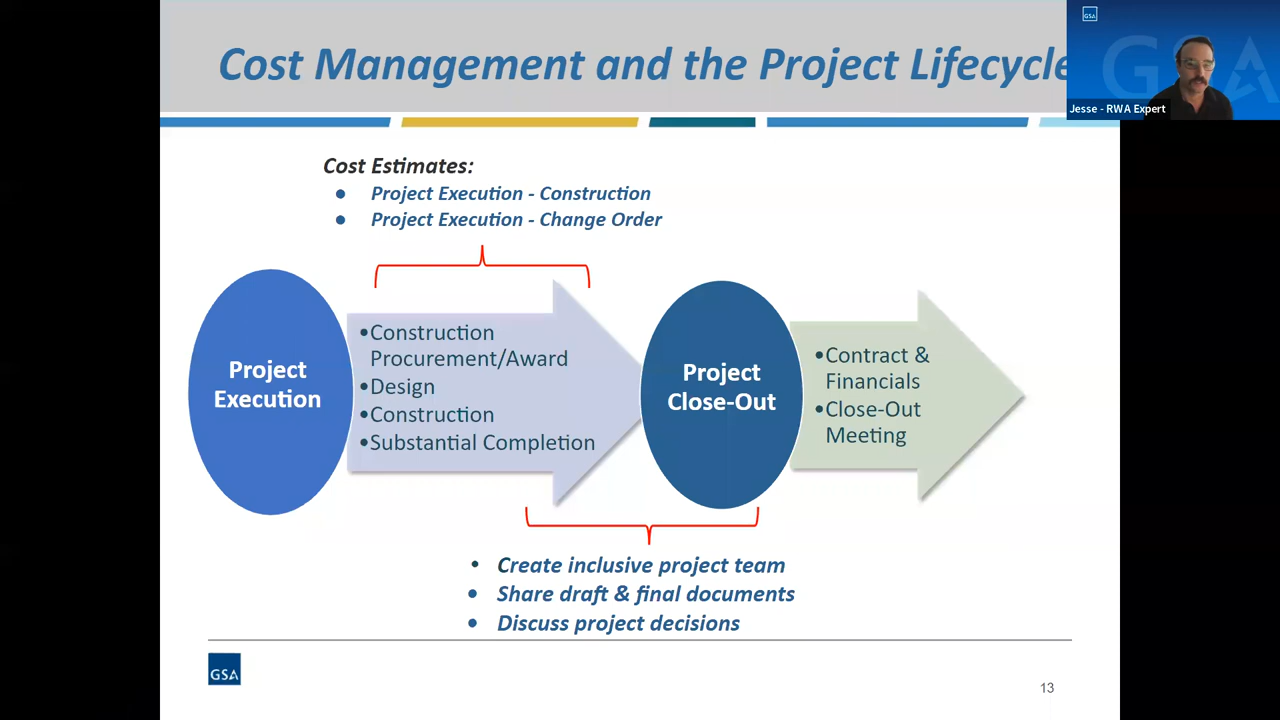 Cost Management and the Project Lifecycle
GSA
GSA
Jesse - RWA Expert
Cost Estimates:
● Project Execution - Construction
● Project Execution - Change Order
Project
Execution
•Construction
Procurement/Award
•Design
•Construction
•Substantial Completion
Project
Close-Out
•Contract &
Financials
•Close-Out
Meeting
• Create inclusive project team
• Share draft & final documents
• Discuss project decisions
GSA
13